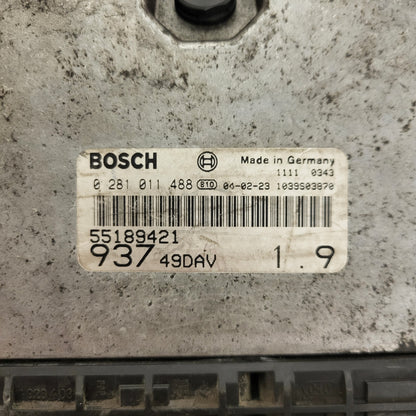 BOSCH Made in Germany
1111 0343
0 281 011 488 E10 04-02-23 1039S03870
55189421
937 49DAV 1.9